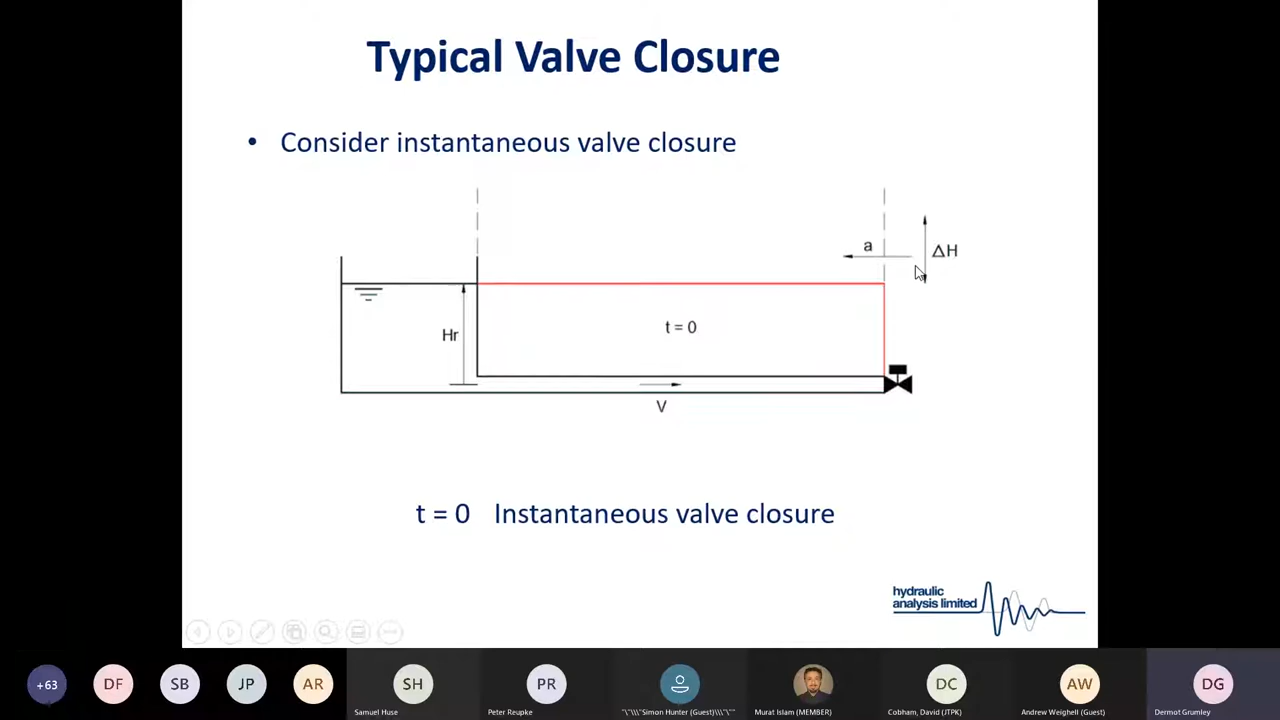 Typical Valve Closure
• Consider instantaneous valve closure
a
ΔH
Hr
t = 0
V
t = 0 Instantaneous valve closure
hydraulic
analysis limited
+63
DF
SB
JP
AR
SH
PR
DC
AW
DG
Samuel Huse
Peter Reupke
"\"\\\"Simon Hunter (Guest)\\\"\""
Murat Islam (MEMBER)
Cobham, David (JTPK)
Andrew Weighell (Guest)
Dermot Grumley